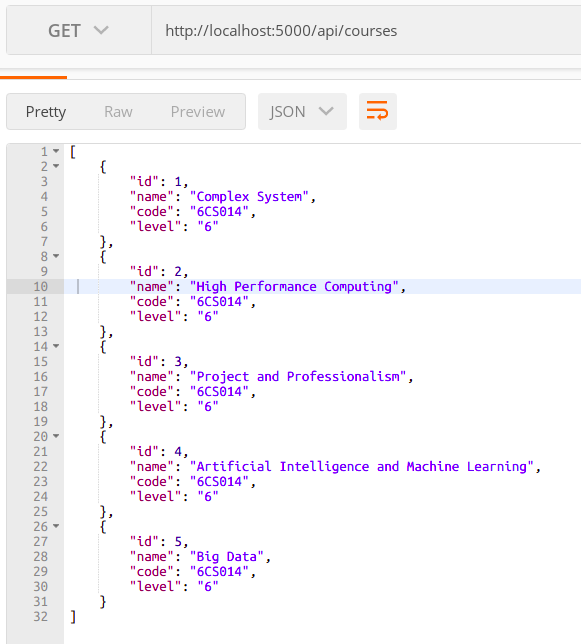 GET http://localhost:5000/api/courses
Pretty Raw Preview JSON
1 [
2 {
3 "id": 1,
4 "name": "Complex System",
5 "code": "6CS014",
6 "level": "6"
7 },
8 {
9 "id": 2,
10 "name": "High Performance Computing",
11 "code": "6CS014",
12 "level": "6"
13 },
14 {
15 "id": 3,
16 "name": "Project and Professionalism",
17 "code": "6CS014",
18 "level": "6"
19 },
20 {
21 "id": 4,
22 "name": "Artificial Intelligence and Machine Learning",
23 "code": "6CS014",
24 "level": "6"
25 },
26 {
27 "id": 5,
28 "name": "Big Data",
29 "code": "6CS014",
30 "level": "6"
31 }
32 ]